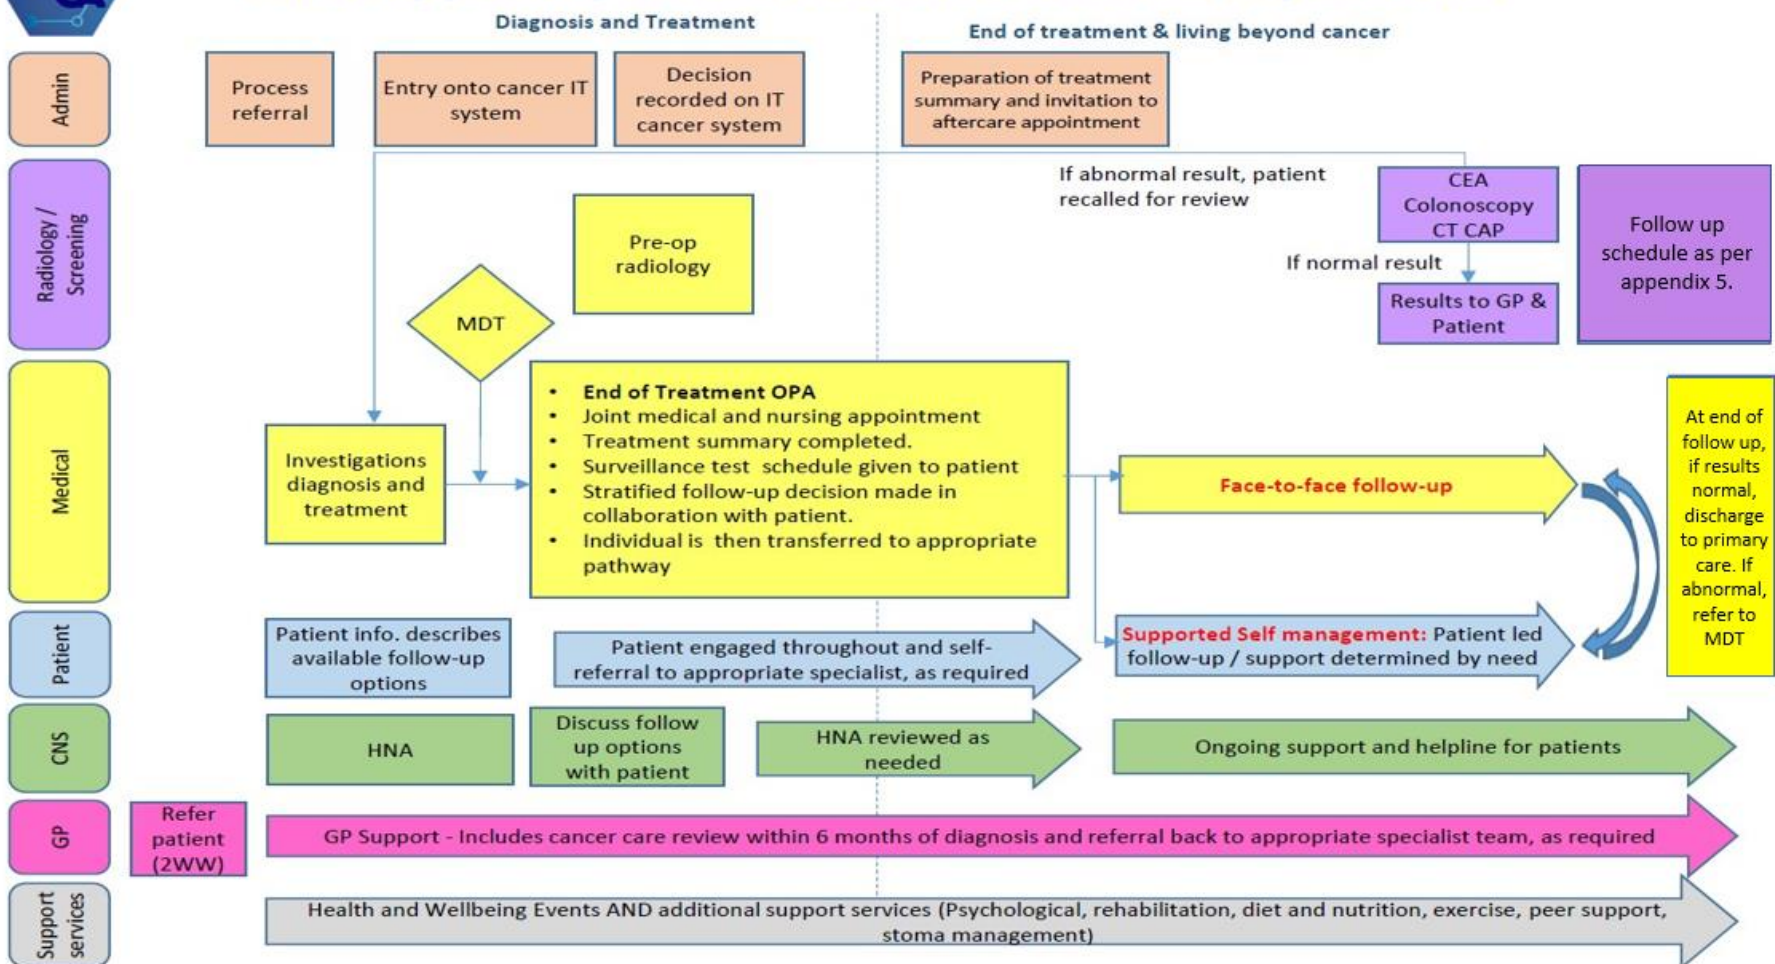 Diagnosis and Treatment
End of treatment & living beyond cancer
Admin
Process
referral
Entry onto cancer IT
system
Decision
recorded on IT
cancer system
Preparation of treatment
summary and invitation to
aftercare appointment
Radiology /
Screening
Pre-op
radiology
MDT
If abnormal result, patient
recalled for review
CEA
Colonoscopy
CT CAP
If normal result
Results to GP &
Patient
Follow up
schedule as per
appendix 5.
Medical
Investigations
diagnosis and
treatment
• End of Treatment OPA
• Joint medical and nursing appointment
• Treatment summary completed.
• Surveillance test schedule given to patient
• Stratified follow-up decision made in
collaboration with patient.
• Individual is then transferred to appropriate
pathway
Face-to-face follow-up
At end of
follow up,
if results
normal,
discharge
to primary
care. If
abnormal,
refer to
MDT
Patient
Patient info. describes
available follow-up
options
Patient engaged throughout and self-
referral to appropriate specialist, as required
Supported Self management: Patient led
follow-up / support determined by need
CNS
HNA
Discuss follow
up options
with patient
HNA reviewed as
needed
Ongoing support and helpline for patients
GP
Refer
patient
(2WW)
GP Support - Includes cancer care review within 6 months of diagnosis and referral back to appropriate specialist team, as required
Support
services
Health and Wellbeing Events AND additional support services (Psychological, rehabilitation, diet and nutrition, exercise, peer support,
stoma management)